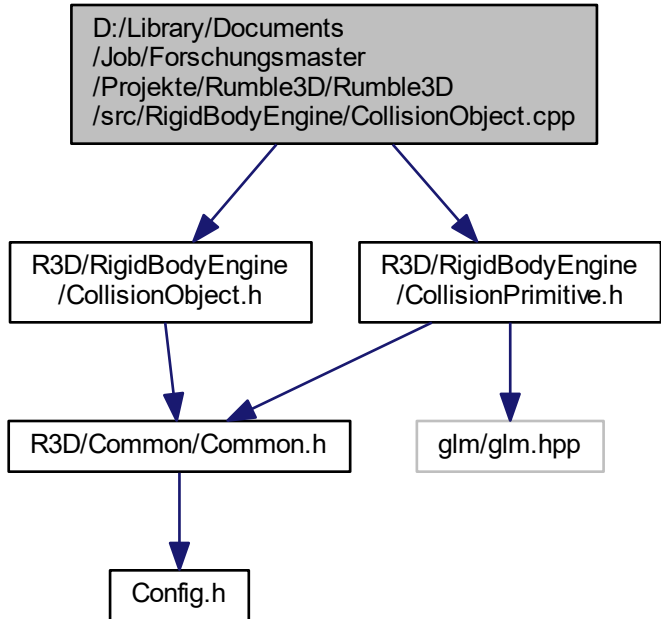 D:/Library/Documents
/Job/Forschungsmaster
/Projekte/Rumble3D/Rumble3D
/src/RigidBodyEngine/CollisionObject.cpp
R3D/RigidBodyEngine
/CollisionObject.h
R3D/RigidBodyEngine
/CollisionPrimitive.h
R3D/Common/Common.h
glm/glm.hpp
Config.h